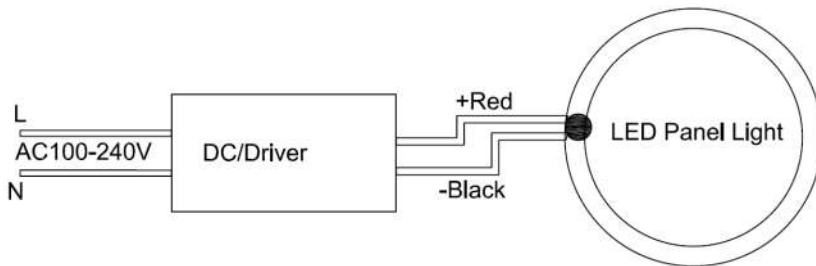 L
AC100-240V
N
DC/Driver
+Red
-Black
LED Panel Light